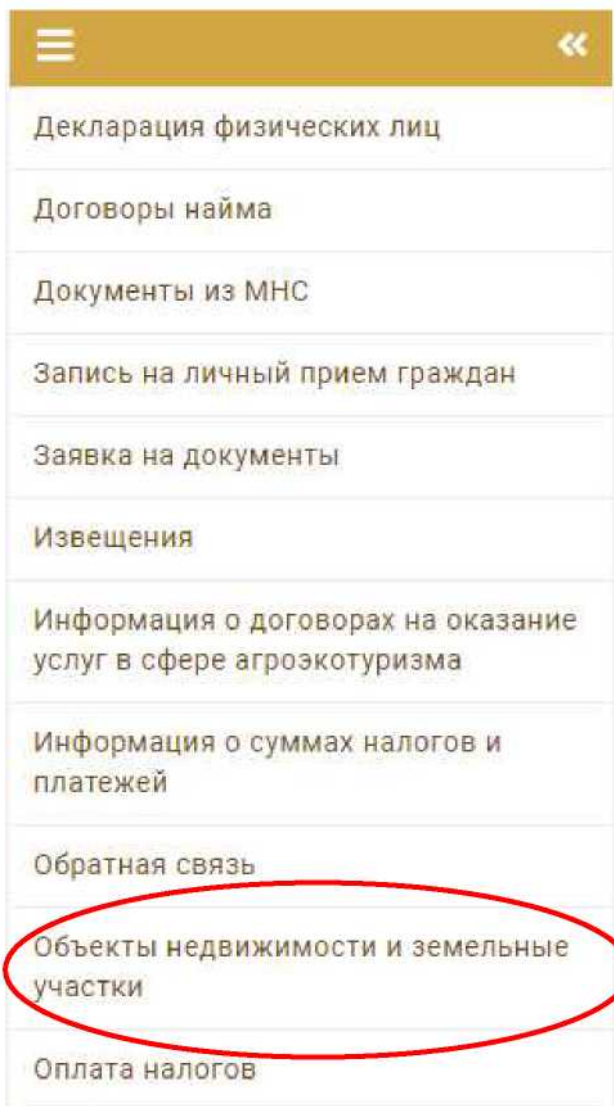 Декларация физических лиц
Договоры найма
Документы из МНС
Запись на личный прием граждан
Заявка на документы
Извещения
Информация о договорах на оказание
услуг в сфере агроэкотуризма
Информация о суммах налогов и
платежей
Обратная связь
Объекты недвижимости и земельные
участки
Оплата налогов